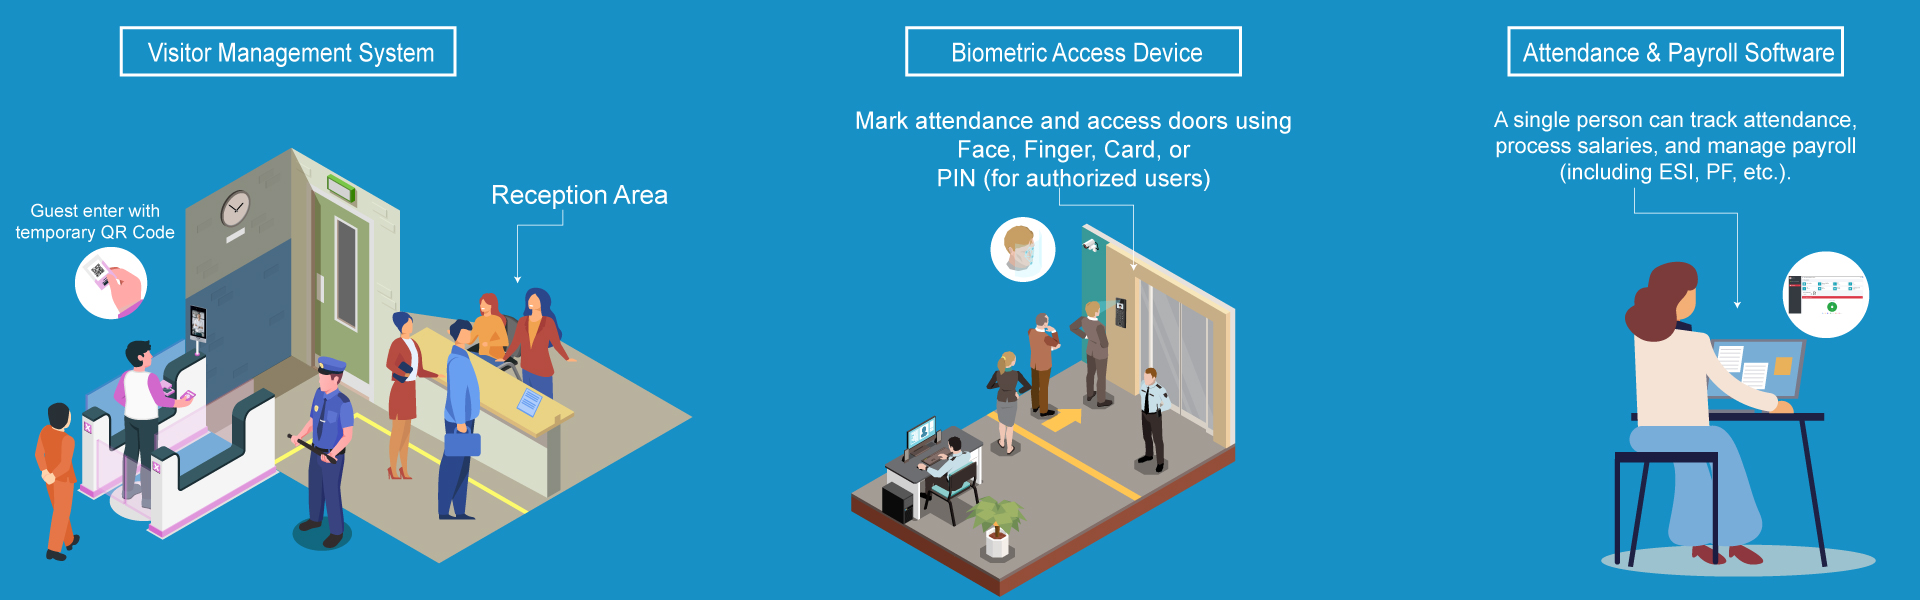 Visitor Management System
Guest enter with
temporary QR Code
Reception Area
Biometric Access Device
Mark attendance and access doors using
Face, Finger, Card, or
PIN (for authorized users)
Attendance & Payroll Software
A single person can track attendance,
process salaries, and manage payroll
(including ESI, PF, etc.).